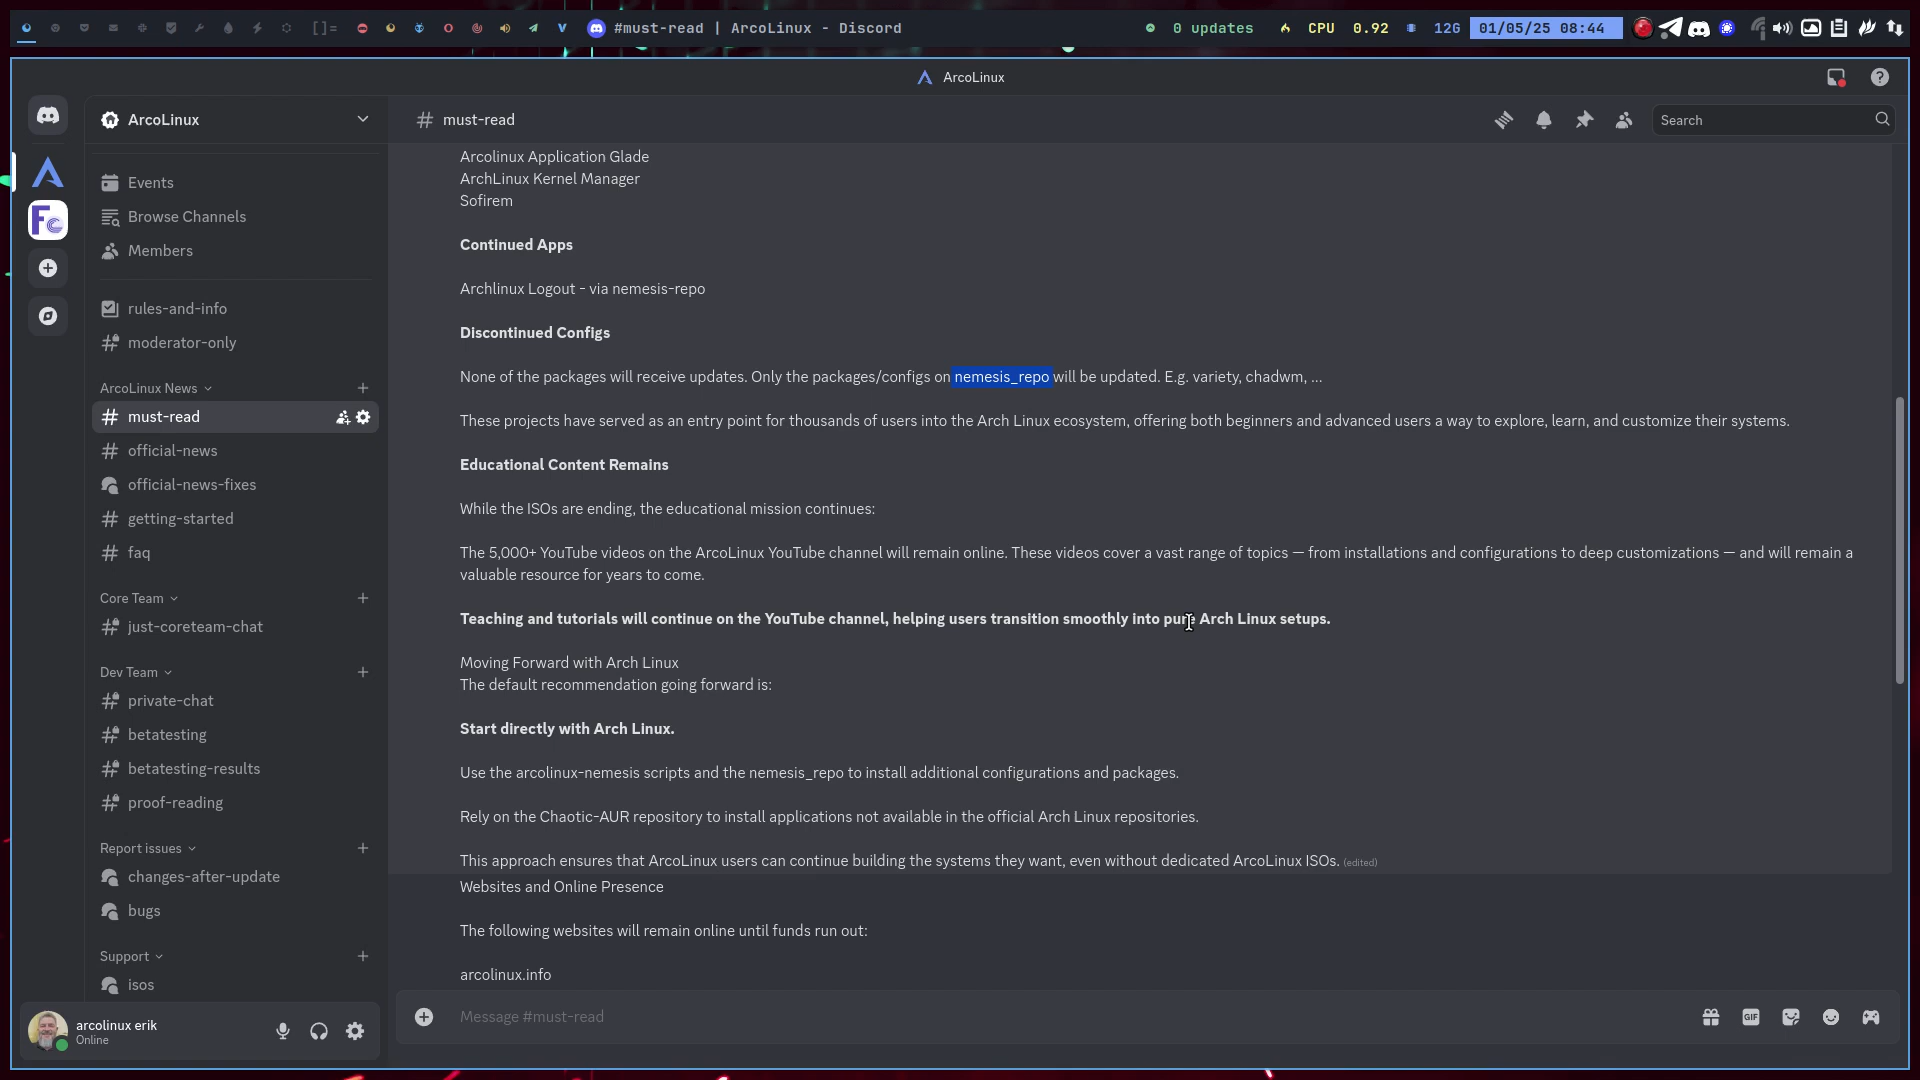 #must-read | ArcoLinux - Discord
0 updates
CPU 0.92
12G
01/05/25 08:44
ArcoLinux
ArcoLinux
# must-read
Search
Events
Browse Channels
Members
rules-and-info
moderator-only
ArcoLinux News
must-read
official-news
official-news-fixes
getting-started
faq
Core Team
just-coreteam-chat
Dev Team
private-chat
betatesting
betatesting-results
proof-reading
Report issues
changes-after-update
bugs
Support
isos
arcolinux erik
Online
Arcolinux Application Glade
ArchLinux Kernel Manager
Sofirem
Continued Apps
Archlinux Logout - via nemesis-repo
Discontinued Configs
None of the packages will receive updates. Only the packages/configs on nemesis_repo will be updated. E.g. variety, chadwm, ...
These projects have served as an entry point for thousands of users into the Arch Linux ecosystem, offering both beginners and advanced users a way to explore, learn, and customize their systems.
Educational Content Remains
While the ISOs are ending, the educational mission continues:
The 5,000+ YouTube videos on the ArcoLinux YouTube channel will remain online. These videos cover a vast range of topics — from installations and configurations to deep customizations — and will remain a
valuable resource for years to come.
Teaching and tutorials will continue on the YouTube channel, helping users transition smoothly into pure Arch Linux setups.
Moving Forward with Arch Linux
The default recommendation going forward is:
Start directly with Arch Linux.
Use the arcolinux-nemesis scripts and the nemesis_repo to install additional configurations and packages.
Rely on the Chaotic-AUR repository to install applications not available in the official Arch Linux repositories.
This approach ensures that ArcoLinux users can continue building the systems they want, even without dedicated ArcoLinux ISOs. (edited)
Websites and Online Presence
The following websites will remain online until funds run out:
arcolinux.info
Message #must-read
GIF